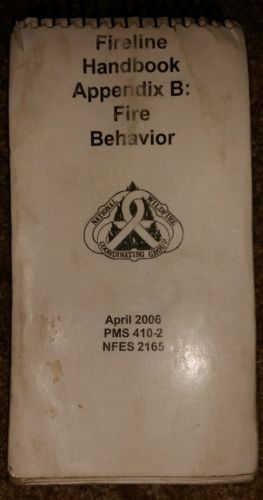 Fireline
Handbook
Appendix B:
Fire
Behavior
NATIONAL WILDFIRE
COORDINATING GROUP
April 2006
PMS 410-2
NFES 2165